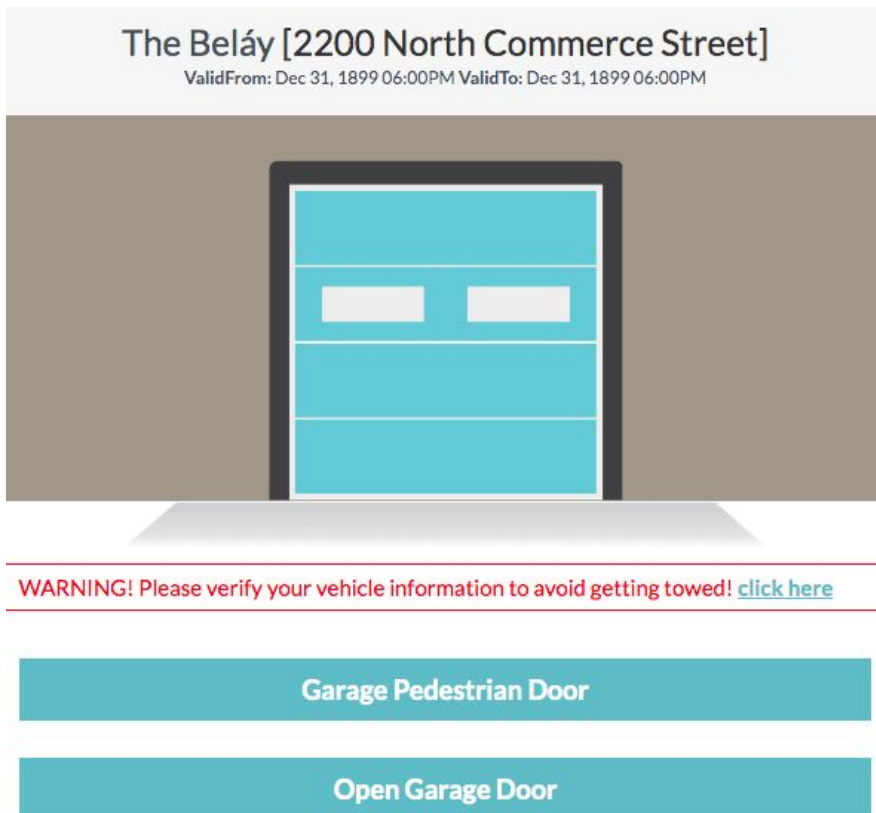 The Beláy [2200 North Commerce Street]
ValidFrom: Dec 31, 1899 06:00PM ValidTo: Dec 31, 1899 06:00PM
WARNING! Please verify your vehicle information to avoid getting towed! click here
Garage Pedestrian Door
Open Garage Door